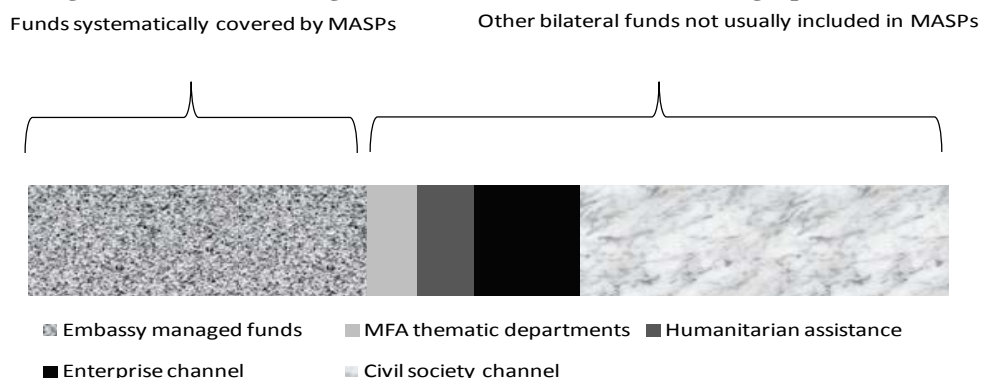 Funds systematically covered by MASPs
Other bilateral funds not usually included in MASPs
Embassy managed funds
MFA thematic departments
Humanitarian assistance
Enterprise channel
Civil society channel